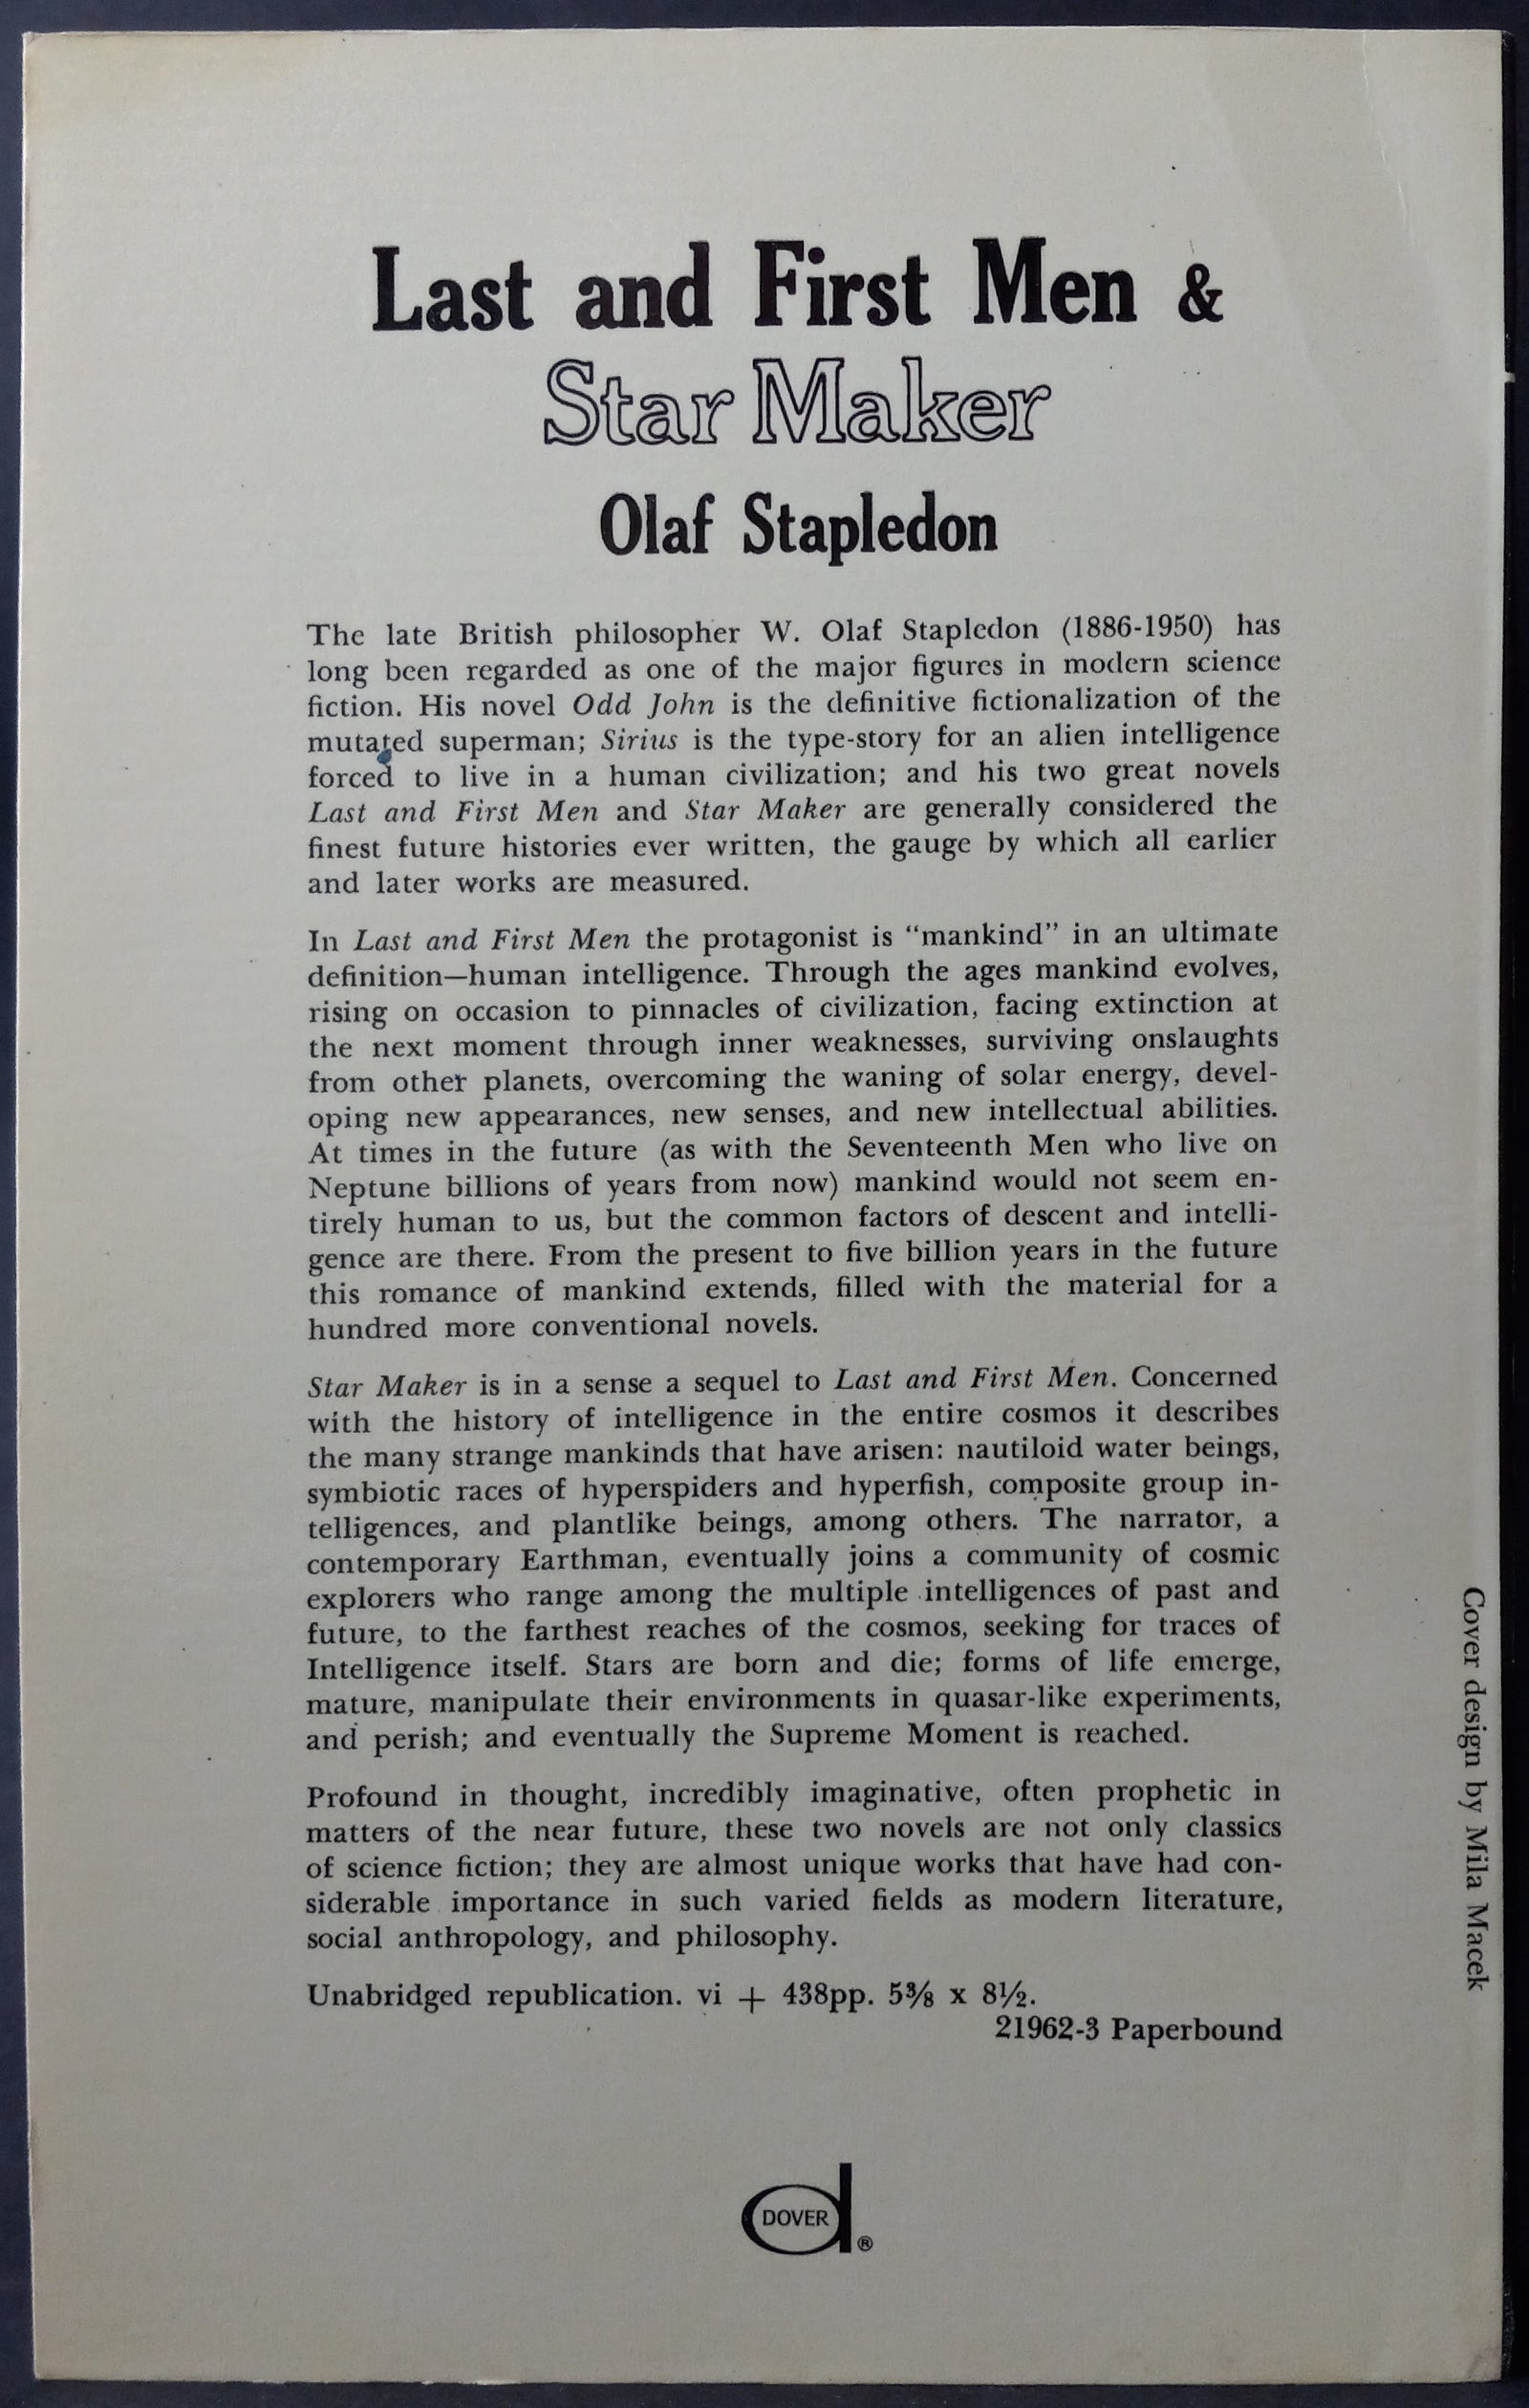 Last and First Men &
Star Maker
Olaf Stapledon
The late British philosopher W. Olaf Stapledon (1886-1950) has
long been regarded as one of the major figures in modern science
fiction. His novel Odd John is the definitive fictionalization of the
mutated superman; Sirius is the type-story for an alien intelligence
forced to live in a human civilization; and his two great novels
Last and First Men and Star Maker are generally considered the
finest future histories ever written, the gauge by which all earlier
and later works are measured.
In Last and First Men the protagonist is “mankind” in an ultimate
definition—human intelligence. Through the ages mankind evolves,
rising on occasion to pinnacles of civilization, facing extinction at
the next moment through inner weaknesses, surviving onslaughts
from other planets, overcoming the waning of solar energy, devel-
oping new appearances, new senses, and new intellectual abilities.
At times in the future (as with the Seventeenth Men who live on
Neptune billions of years from now) mankind would not seem en-
tirely human to us, but the common factors of descent and intelli-
gence are there. From the present to five billion years in the future
this romance of mankind extends, filled with the material for a
hundred more conventional novels.
Star Maker is in a sense a sequel to Last and First Men. Concerned
with the history of intelligence in the entire cosmos it describes
the many strange mankinds that have arisen: nautiloid water beings,
symbiotic races of hyperspiders and hyperfish, composite group in-
telligences, and plantlike beings, among others. The narrator, a
contemporary Earthman, eventually joins a community of cosmic
explorers who range among the multiple intelligences of past and
future, to the farthest reaches of the cosmos, seeking for traces of
Intelligence itself. Stars are born and die; forms of life emerge,
mature, manipulate their environments in quasar-like experiments,
and perish; and eventually the Supreme Moment is reached.
Profound in thought, incredibly imaginative, often prophetic in
matters of the near future, these two novels are not only classics
of science fiction; they are almost unique works that have had con-
siderable importance in such varied fields as modern literature,
social anthropology, and philosophy.
Unabridged republication. vi + 438pp. 5⅜ x 8½.
21962-3 Paperbound
DOVER
®
Cover design by Mila Macek